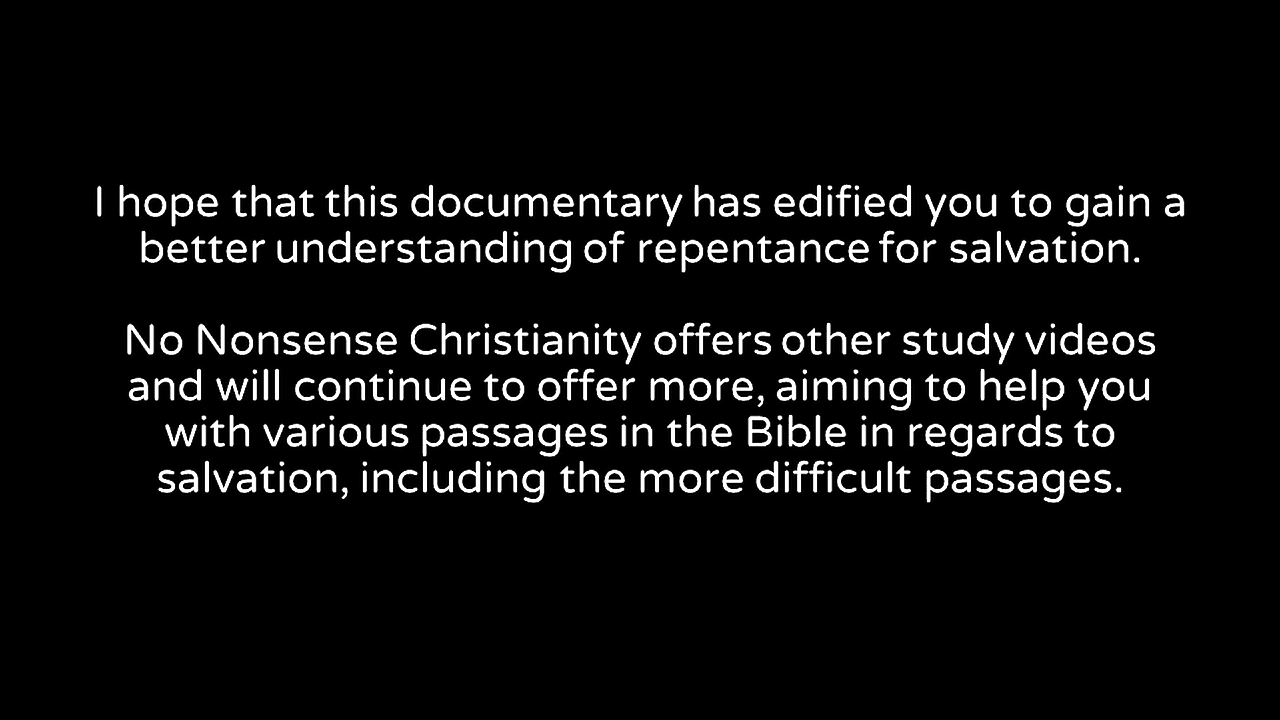 I hope that this documentary has edified you to gain a
better understanding of repentance for salvation.
No Nonsense Christianity offers other study videos
and will continue to offer more, aiming to help you
with various passages in the Bible in regards to
salvation, including the more difficult passages.